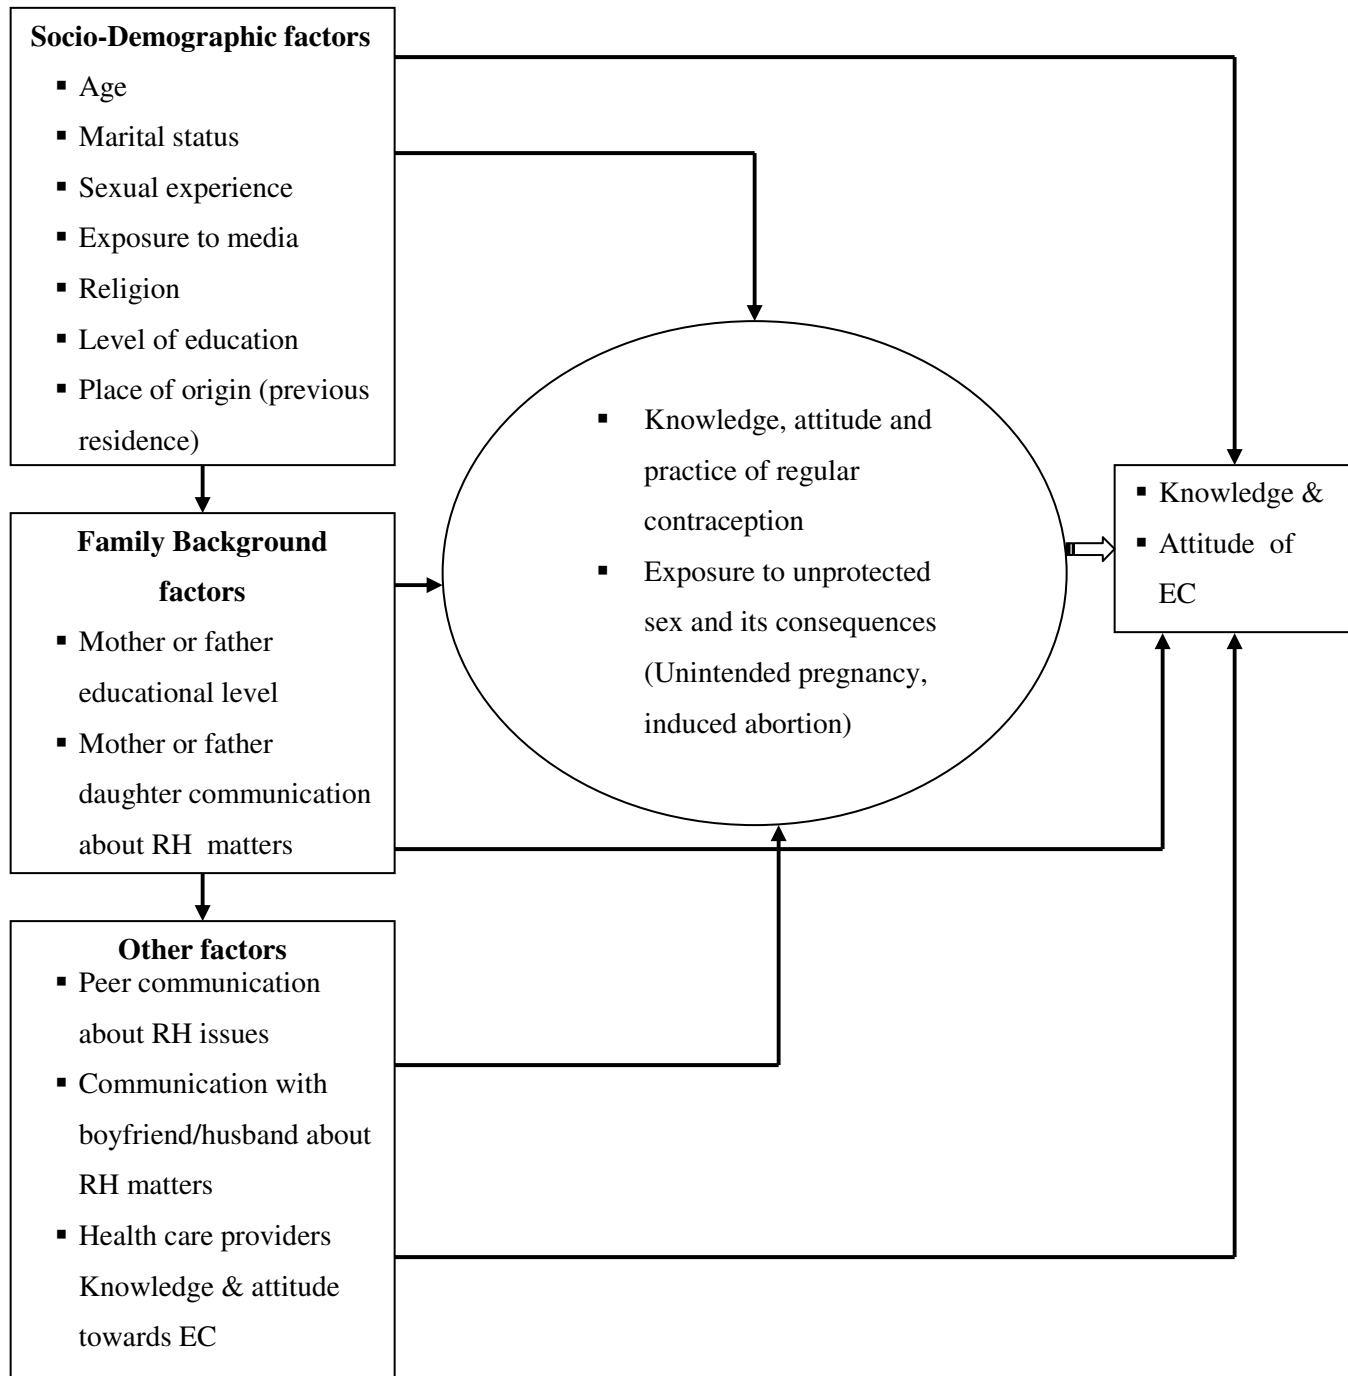 Socio-Demographic factors
▪ Age
▪ Marital status
▪ Sexual experience
▪ Exposure to media
▪ Religion
▪ Level of education
▪ Place of origin (previous
residence)
Family Background
factors
▪ Mother or father
educational level
▪ Mother or father
daughter communication
about RH matters
Other factors
▪ Peer communication
about RH issues
▪ Communication with
boyfriend/husband about
RH matters
▪ Health care providers
Knowledge & attitude
towards EC
▪ Knowledge, attitude and
practice of regular
contraception
▪ Exposure to unprotected
sex and its consequences
(Unintended pregnancy,
induced abortion)
▪ Knowledge &
▪ Attitude of
EC